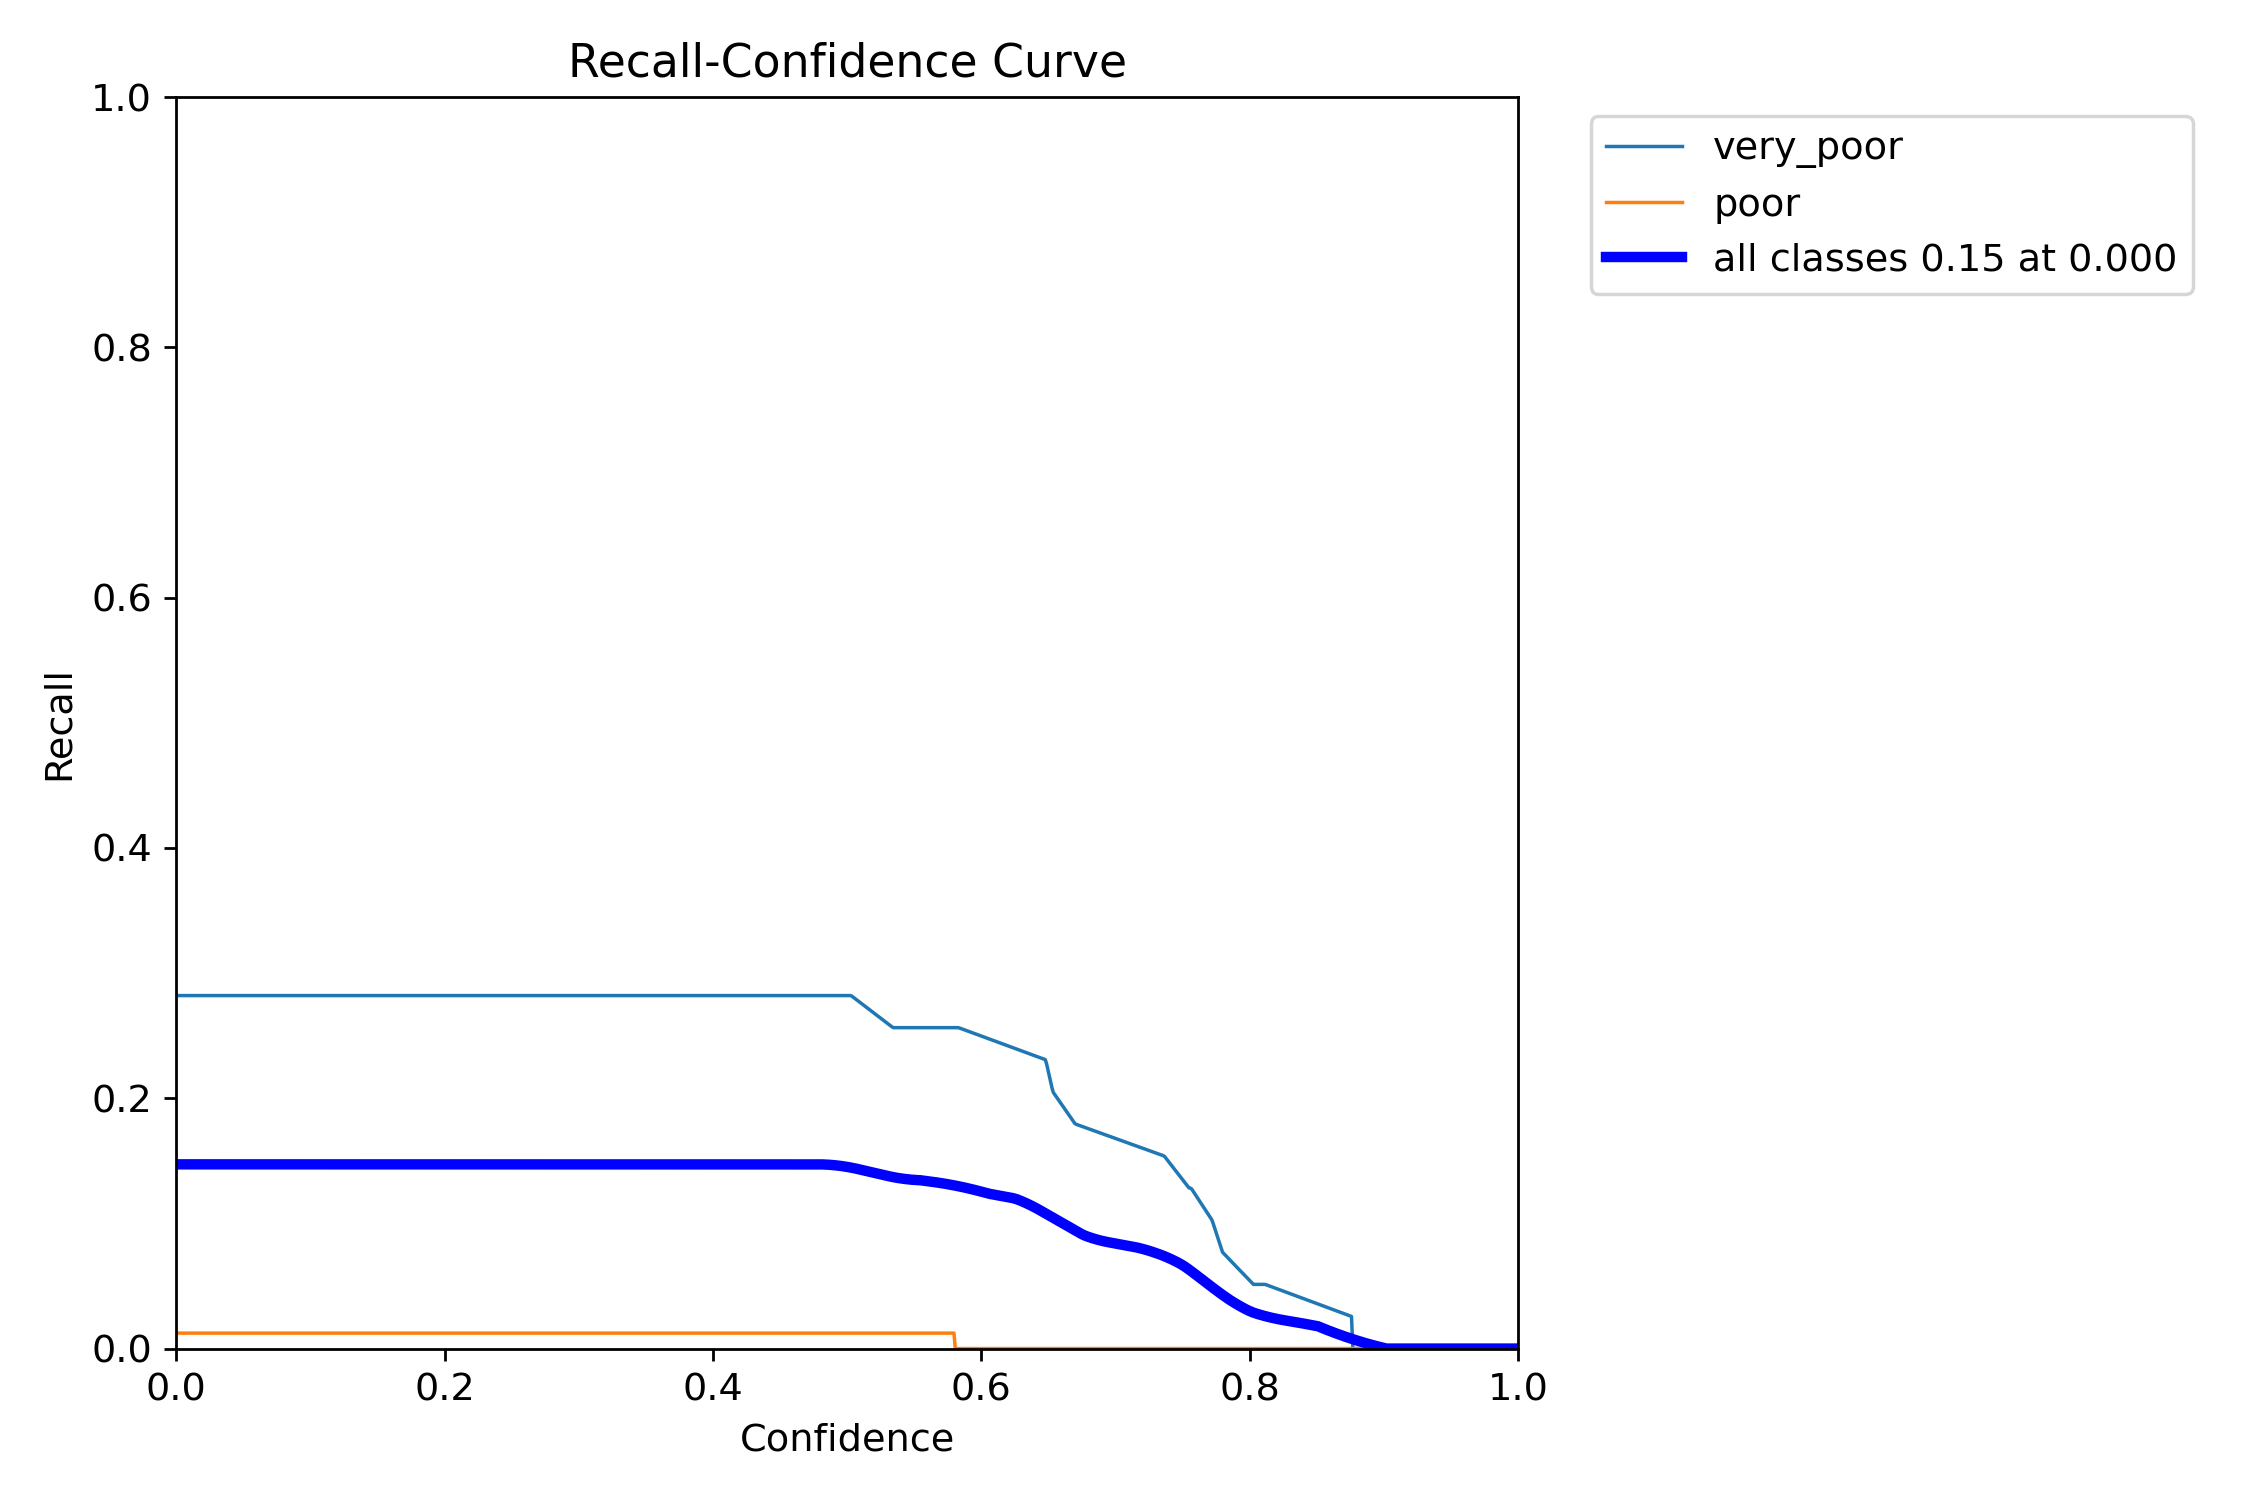 Recall-Confidence Curve
1.0
0.8
0.6
0.4
0.2
0.0
Recall
0.0 0.2 0.4 0.6 0.8 1.0
Confidence
very_poor
poor
all classes 0.15 at 0.000